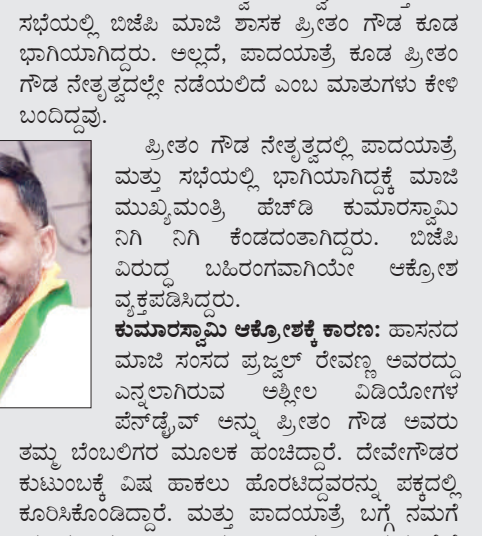 ಸಭೆಯಲ್ಲಿ ಬಿಜೆಪಿ ಮಾಜಿ ಶಾಸಕ ಪ್ರೀತಂ ಗೌಡ ಕೂಡ
ಭಾಗಿಯಾಗಿದ್ದರು. ಅಲ್ಲದೆ, ಪಾದಯಾತ್ರೆ ಕೂಡ ಪ್ರೀತಂ
ಗೌಡ ನೇತೃತ್ವದಲ್ಲೇ ನಡೆಯಲಿದೆ ಎಂಬ ಮಾತುಗಳು ಕೇಳಿ
ಬಂದಿದ್ದವು.
ಪ್ರೀತಂ ಗೌಡ ನೇತೃತ್ವದಲ್ಲಿ ಪಾದಯಾತ್ರೆ
ಮತ್ತು ಸಭೆಯಲ್ಲಿ ಭಾಗಿಯಾಗಿದ್ದಕ್ಕೆ ಮಾಜಿ
ಮುಖ್ಯಮಂತ್ರಿ ಹೆಚ್‌ಡಿ ಕುಮಾರಸ್ವಾಮಿ
ನಿಗಿ ನಿಗಿ ಕೆಂಡದಂತಾಗಿದ್ದರು. ಬಿಜೆಪಿ
ವಿರುದ್ಧ ಬಹಿರಂಗವಾಗಿಯೇ ಆಕ್ರೋಶ
ವ್ಯಕ್ತಪಡಿಸಿದ್ದರು.
ಕುಮಾರಸ್ವಾಮಿ ಆಕ್ರೋಶಕ್ಕೆ ಕಾರಣ: ಹಾಸನದ
ಮಾಜಿ ಸಂಸದ ಪ್ರಜ್ವಲ್ ರೇವಣ್ಣ ಅವರದ್ದು
ಎನ್ನಲಾಗಿರುವ ಅಶ್ಲೀಲ ವಿಡಿಯೋಗಳ
ಪೆನ್‌ಡ್ರೈವ್ ಅನ್ನು ಪ್ರೀತಂ ಗೌಡ ಅವರು
ತಮ್ಮ ಬೆಂಬಲಿಗರ ಮೂಲಕ ಹಂಚಿದ್ದಾರೆ. ದೇವೇಗೌಡರ
ಕುಟುಂಬಕ್ಕೆ ವಿಷ ಹಾಕಲು ಹೊರಟಿದ್ದವರನ್ನು ಪಕ್ಕದಲ್ಲಿ
ಕೂರಿಸಿಕೊಂಡಿದ್ದಾರೆ. ಮತ್ತು ಪಾದಯಾತ್ರೆ ಬಗ್ಗೆ ನಮಗೆ